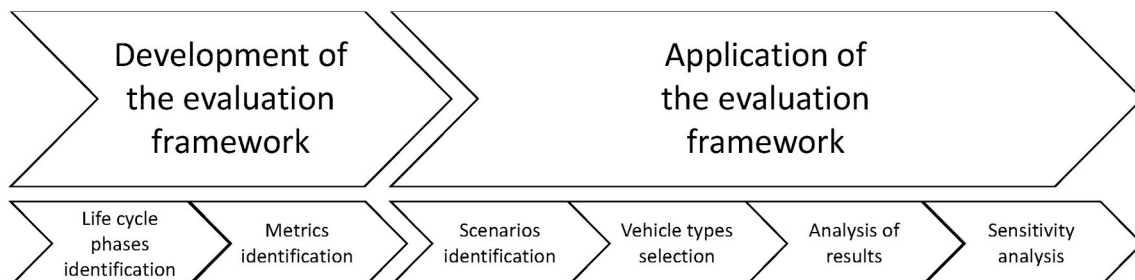 Development of
the evaluation
framework
Application of
the evaluation
framework
Life cycle
phases
identification
Metrics
identification
Scenarios
identification
Vehicle types
selection
Analysis of
results
Sensitivity
analysis